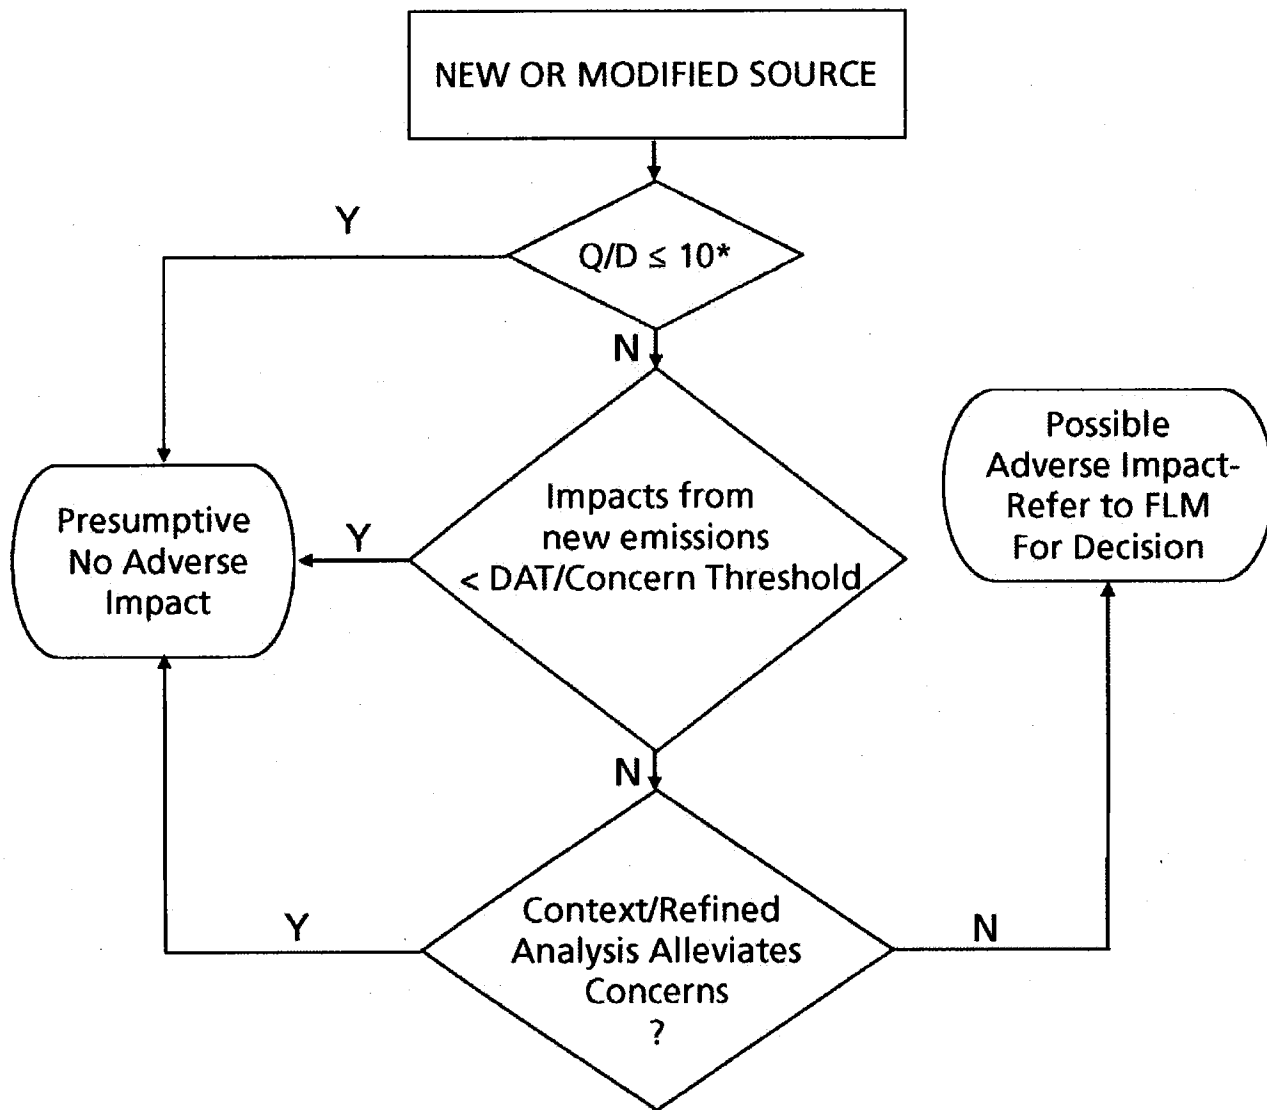 NEW OR MODIFIED SOURCE
Y
Q/D ≤ 10*
N
Possible
Adverse Impact-
Refer to FLM
For Decision
Impacts from
new emissions
< DAT/Concern Threshold
Y
Presumptive
No Adverse
Impact
N
Y
Context/Refined
Analysis Alleviates
Concerns
?
N